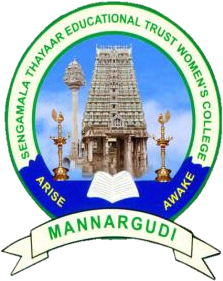 SENGAMALA THAYAAR EDUCATIONAL TRUST WOMEN'S COLLEGE
ARISE
AWAKE
MANNARGUDI